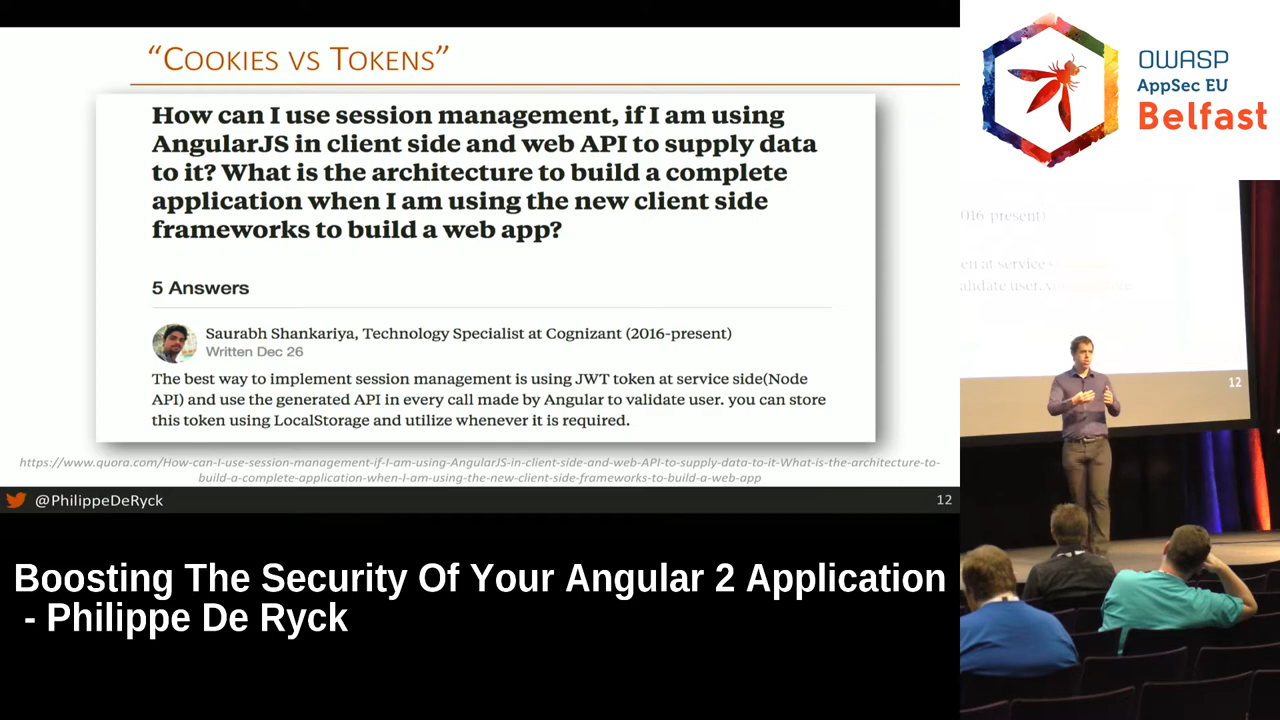 “COOKIES VS TOKENS”
How can I use session management, if I am using
AngularJS in client side and web API to supply data
to it? What is the architecture to build a complete
application when I am using the new client side
frameworks to build a web app?
5 Answers
Saurabh Shankariya, Technology Specialist at Cognizant (2016-present)
Written Dec 26
The best way to implement session management is using JWT token at service side(Node
API) and use the generated API in every call made by Angular to validate user. you can store
this token using LocalStorage and utilize whenever it is required.
https://www.quora.com/How-can-I-use-session-management-if-I-am-using-AngularJS-in-client-side-and-web-API-to-supply-data-to-it-What-is-the-architecture-to-
build-a-complete-application-when-I-am-using-the-new-client-side-frameworks-to-build-a-web-app
@PhilippeDeRyck
12
Boosting The Security Of Your Angular 2 Application
- Philippe De Ryck
OWASP
AppSec EU
Belfast
016-present)
en at service
alidate user.
12